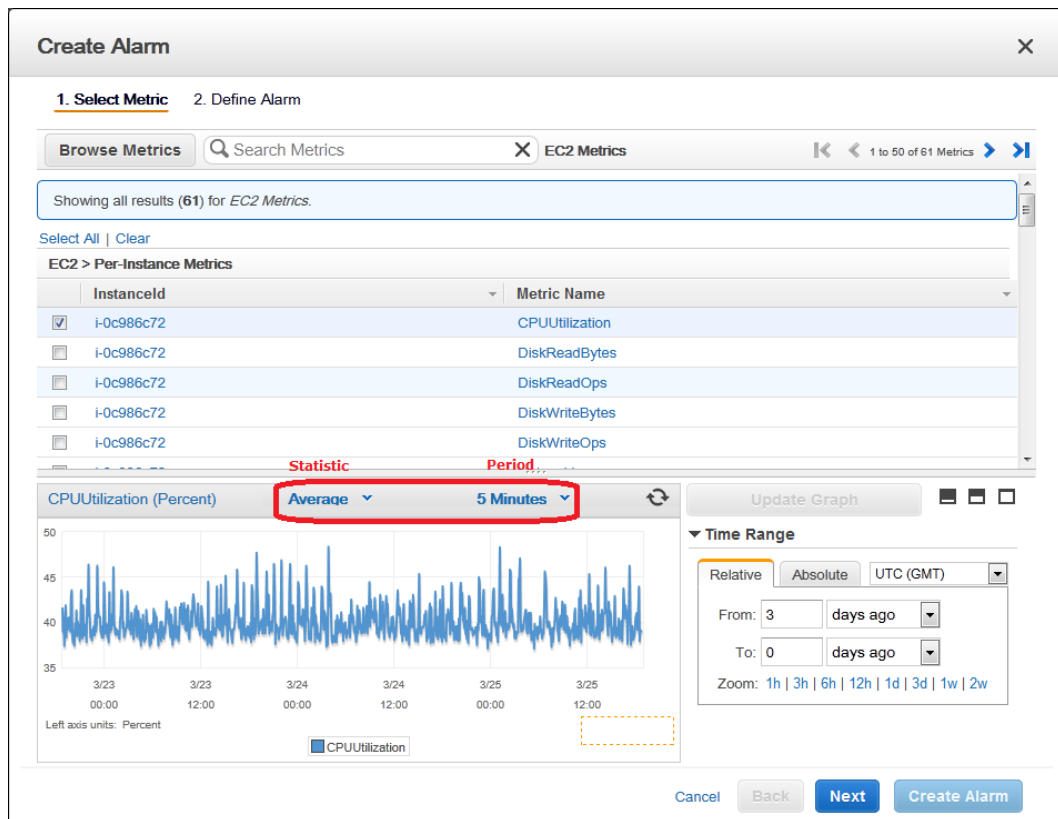 Create Alarm
1. Select Metric 2. Define Alarm
Browse Metrics Search Metrics EC2 Metrics 1 to 50 of 61 Metrics
Showing all results (61) for EC2 Metrics.
Select All | Clear
EC2 > Per-Instance Metrics
InstanceId Metric Name
i-0c986c72 CPUUtilization
i-0c986c72 DiskReadBytes
i-0c986c72 DiskReadOps
i-0c986c72 DiskWriteBytes
i-0c986c72 DiskWriteOps
Statistic Period
CPUUtilization (Percent) Average 5 Minutes
50
45
40
35
3/23 3/23 3/24 3/24 3/25 3/25
00:00 12:00 00:00 12:00 00:00 12:00
Left axis units: Percent
CPUUtilization
Update Graph
Time Range
Relative Absolute UTC (GMT)
From: 3 days ago
To: 0 days ago
Zoom: 1h | 3h | 6h | 12h | 1d | 3d | 1w | 2w
Cancel Back Next Create Alarm